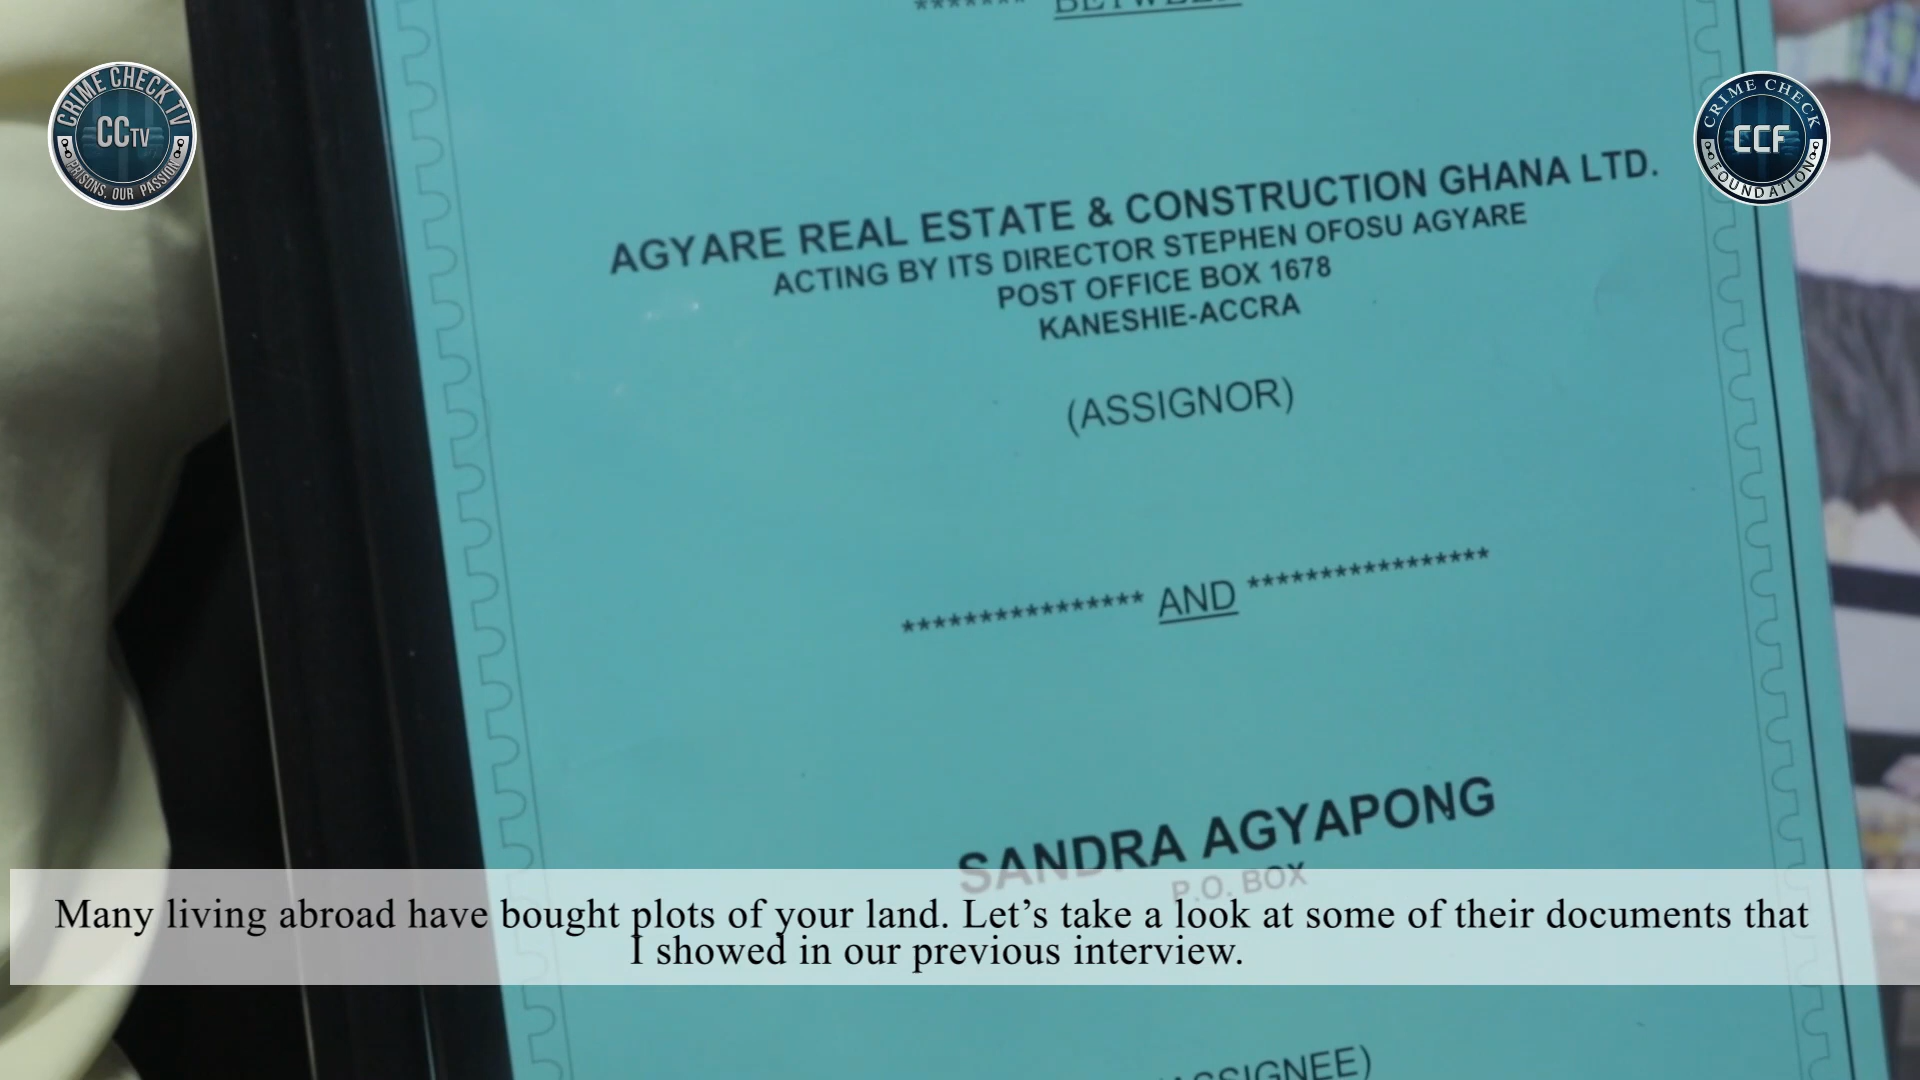 ******* BETWEEN
CRIME CHECK TV
CCTV
PRISONS, OUR PASSION
CRIME CHECK
CCF
FOUNDATION
AGYARE REAL ESTATE & CONSTRUCTION GHANA LTD.
ACTING BY ITS DIRECTOR STEPHEN OFOSU AGYARE
POST OFFICE BOX 1678
KANESHIE-ACCRA
(ASSIGNOR)
**************** AND ****************
SANDRA AGYAPONG
P.O. BOX
Many living abroad have bought plots of your land. Let’s take a look at some of their documents that
I showed in our previous interview.